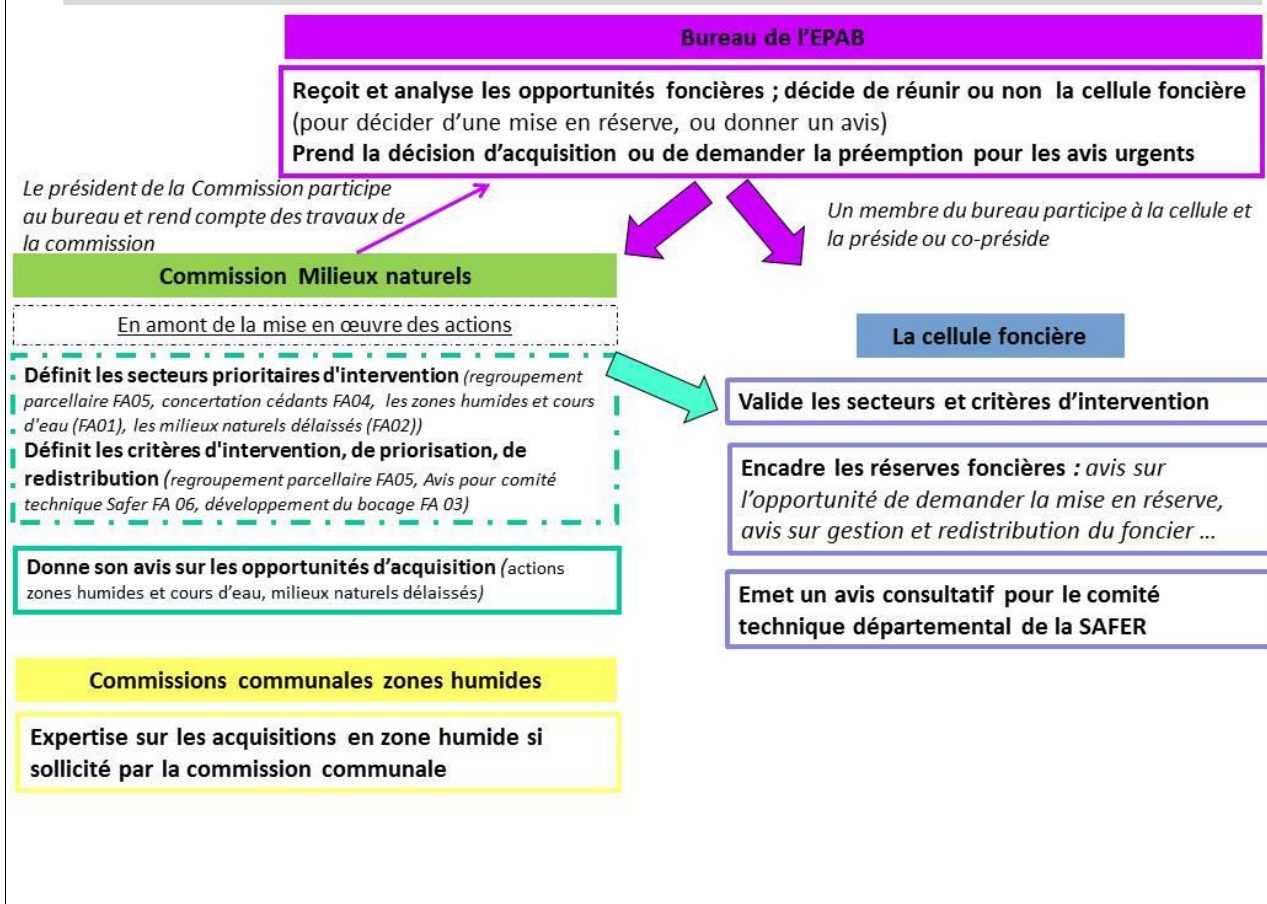 Bureau de l'EPAB
Reçoit et analyse les opportunités foncières ; décide de réunir ou non la cellule foncière
(pour décider d'une mise en réserve, ou donner un avis)
Prend la décision d'acquisition ou de demander la préemption pour les avis urgents
Le président de la Commission participe
au bureau et rend compte des travaux de
la commission
Un membre du bureau participe à la cellule et
la préside ou co-préside
Commission Milieux naturels
En amont de la mise en œuvre des actions
Définit les secteurs prioritaires d'intervention (regroupement
parcellaire FA05, concertation cédants FA04, les zones humides et cours
d'eau (FA01), les milieux naturels délaissés (FA02))
Définit les critères d'intervention, de priorisation, de
redistribution (regroupement parcellaire FA05, Avis pour comité
technique Safer FA 06, développement du bocage FA 03)
Donne son avis sur les opportunités d'acquisition (actions
zones humides et cours d'eau, milieux naturels délaissés)
Commissions communales zones humides
Expertise sur les acquisitions en zone humide si
sollicité par la commission communale
La cellule foncière
Valide les secteurs et critères d'intervention
Encadre les réserves foncières : avis sur
l'opportunité de demander la mise en réserve,
avis sur gestion et redistribution du foncier ...
Emet un avis consultatif pour le comité
technique départemental de la SAFER